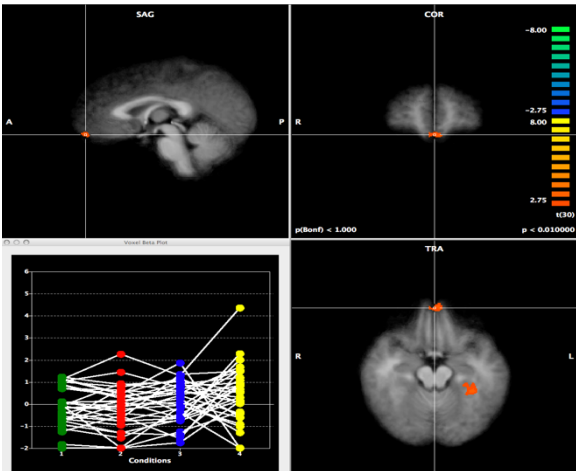 SAG
A
P
COR
R
-8.00
-2.75
8.00
2.75
t(30)
p(Bonf) < 1.000
p < 0.010000
Voxel Beta Plot
6
5
4
3
2
1
0
-1
-2
1
2
3
4
Conditions
TRA
R
L